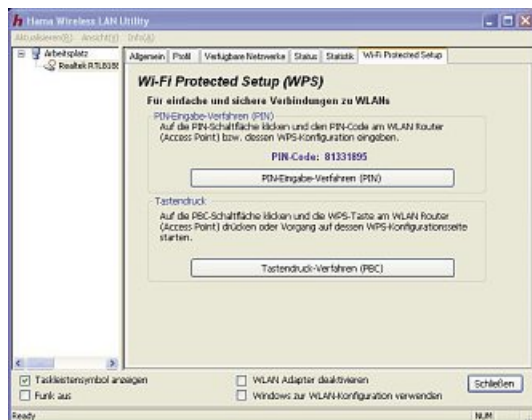 Hama Wireless LAN Utility
Aktualisieren(R) Ansicht(V) Info(A)
Arbeitsplatz
Realtek RTL8188
Allgemein Profil Verfügbare Netzwerke Status Statistik Wi-Fi Protected Setup
Wi-Fi Protected Setup (WPS)
Für einfache und sichere Verbindungen zu WLANs
PIN-Eingabe-Verfahren (PIN)
Auf die PIN-Schaltfläche klicken und den PIN-Code am WLAN Router
(Access Point) bzw. dessen WPS-Konfiguration eingeben.
PIN-Code: 81331895
PIN-Eingabe-Verfahren (PIN)
Tastendruck
Auf die PBC-Schaltfläche klicken und die WPS-Taste am WLAN Router
(Access Point) drücken oder Vorgang auf dessen WPS-Konfigurationsseite
starten.
Tastendruck-Verfahren (PBC)
Taskleistensymbol anzeigen
Funk aus
WLAN Adapter deaktivieren
Windows zur WLAN-Konfiguration verwenden
Schließen
Ready
NUM